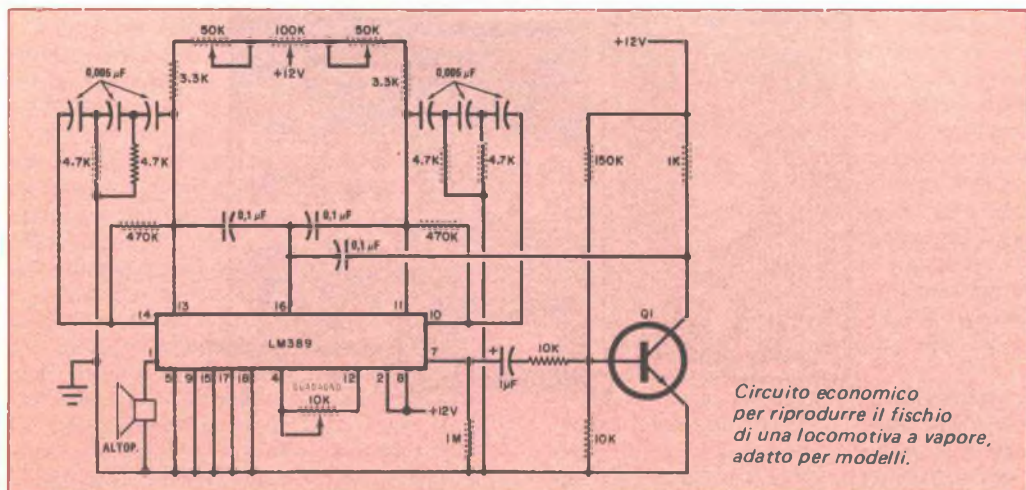 50K 100K 50K
+12V
+12V
0,005 µF
3.3K 3.3K
4.7K 4.7K 4.7K 4.7K
150K 1K
470K 0,1 µF 0,1 µF 470K
0,1 µF
14 13 16 11 10
LM389
Q1
1 7
+ 10K
1µF
5 9 15 17 18 4 12 2 8
GUADAGNO
10K
+12V
ALTOP.
1M 10K
Circuito economico
per riprodurre il fischio
di una locomotiva a vapore,
adatto per modelli.